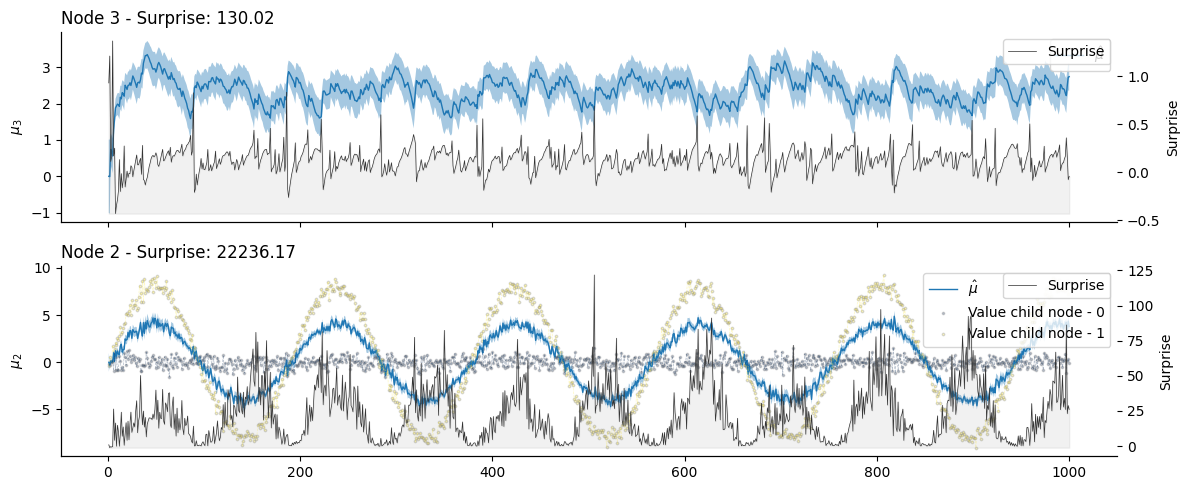 Node 3 - Surprise: 130.02
Surprise
μ̂
3
2
1
0
−1
μ₃
1.0
0.5
0.0
−0.5
Surprise
Node 2 - Surprise: 22236.17
μ̂
Value child node - 0
Value child node - 1
Surprise
10
5
0
−5
μ₂
125
100
75
50
25
0
Surprise
0
200
400
600
800
1000